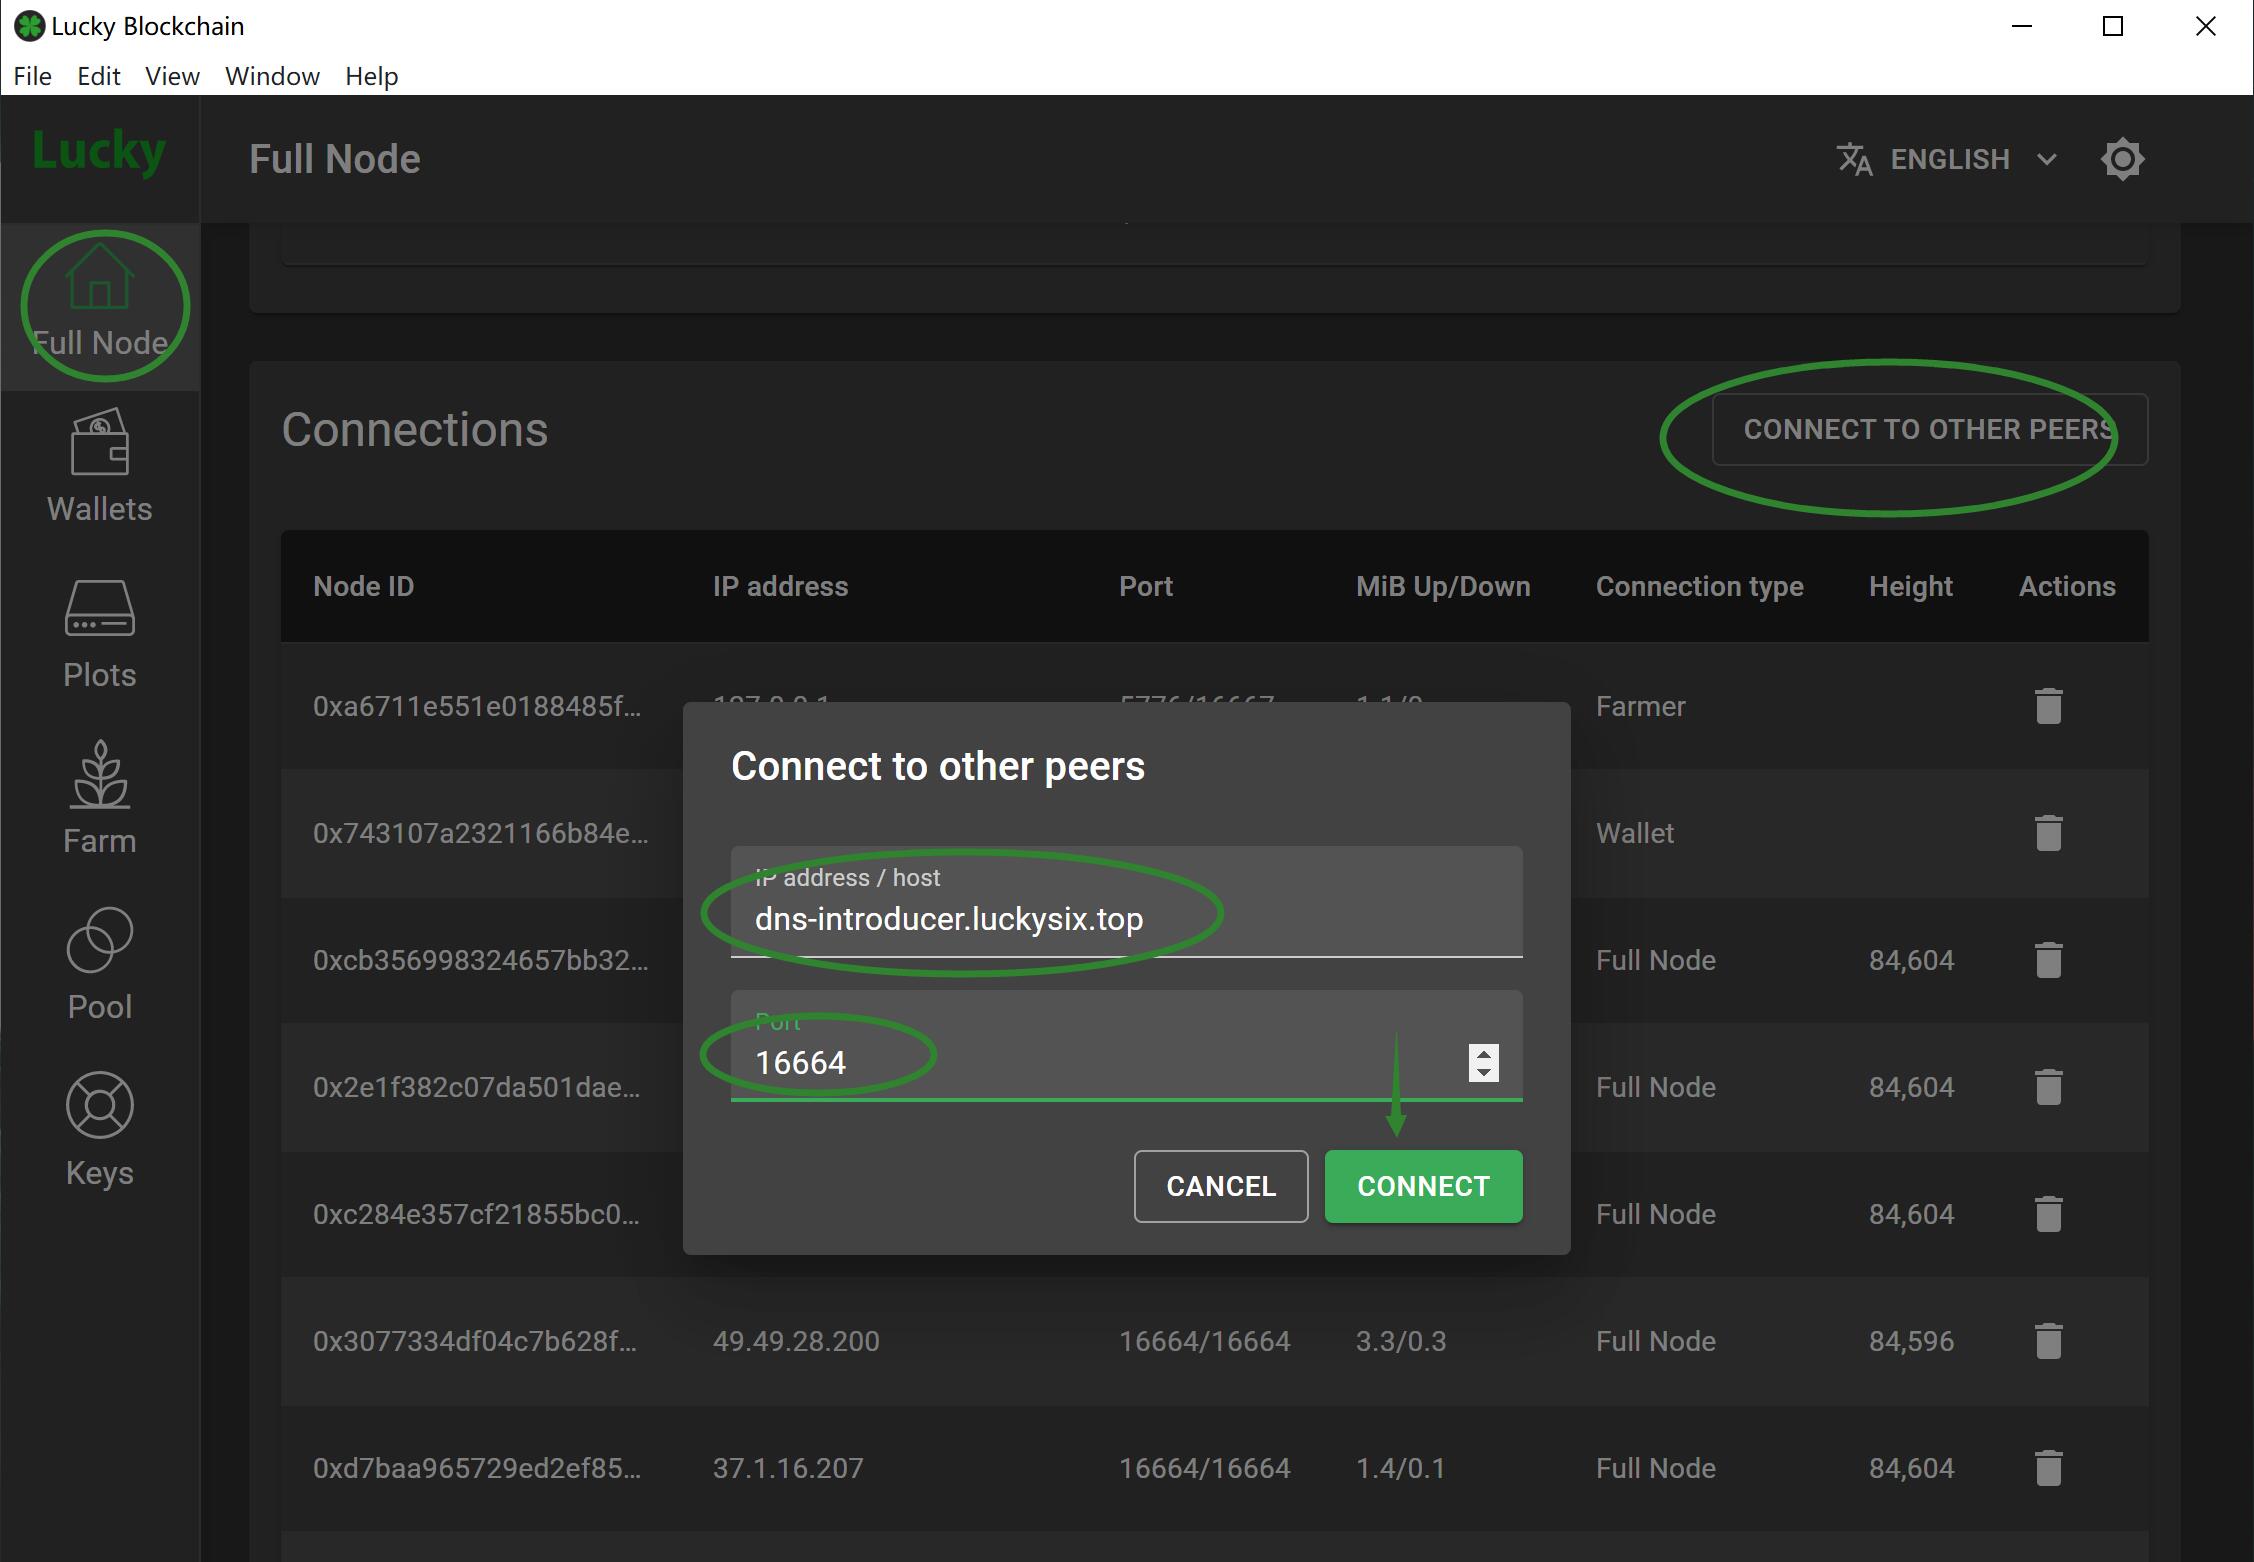 Lucky Blockchain
File Edit View Window Help
Lucky
Full Node
ENGLISH
Full Node
Wallets
Plots
Farm
Pool
Keys
Connections
CONNECT TO OTHER PEERS
Node ID IP address Port MiB Up/Down Connection type Height Actions
0xa6711e551e0188485f... Farmer
0x743107a2321166b84e... Wallet
0xcb356998324657bb32... Full Node 84,604
0x2e1f382c07da501dae... Full Node 84,604
0xc284e357cf21855bc0... Full Node 84,604
0x3077334df04c7b628f... 49.49.28.200 16664/16664 3.3/0.3 Full Node 84,596
0xd7baa965729ed2ef85... 37.1.16.207 16664/16664 1.4/0.1 Full Node 84,604
Connect to other peers
IP address / host
dns-introducer.luckysix.top
Port
16664
CANCEL CONNECT